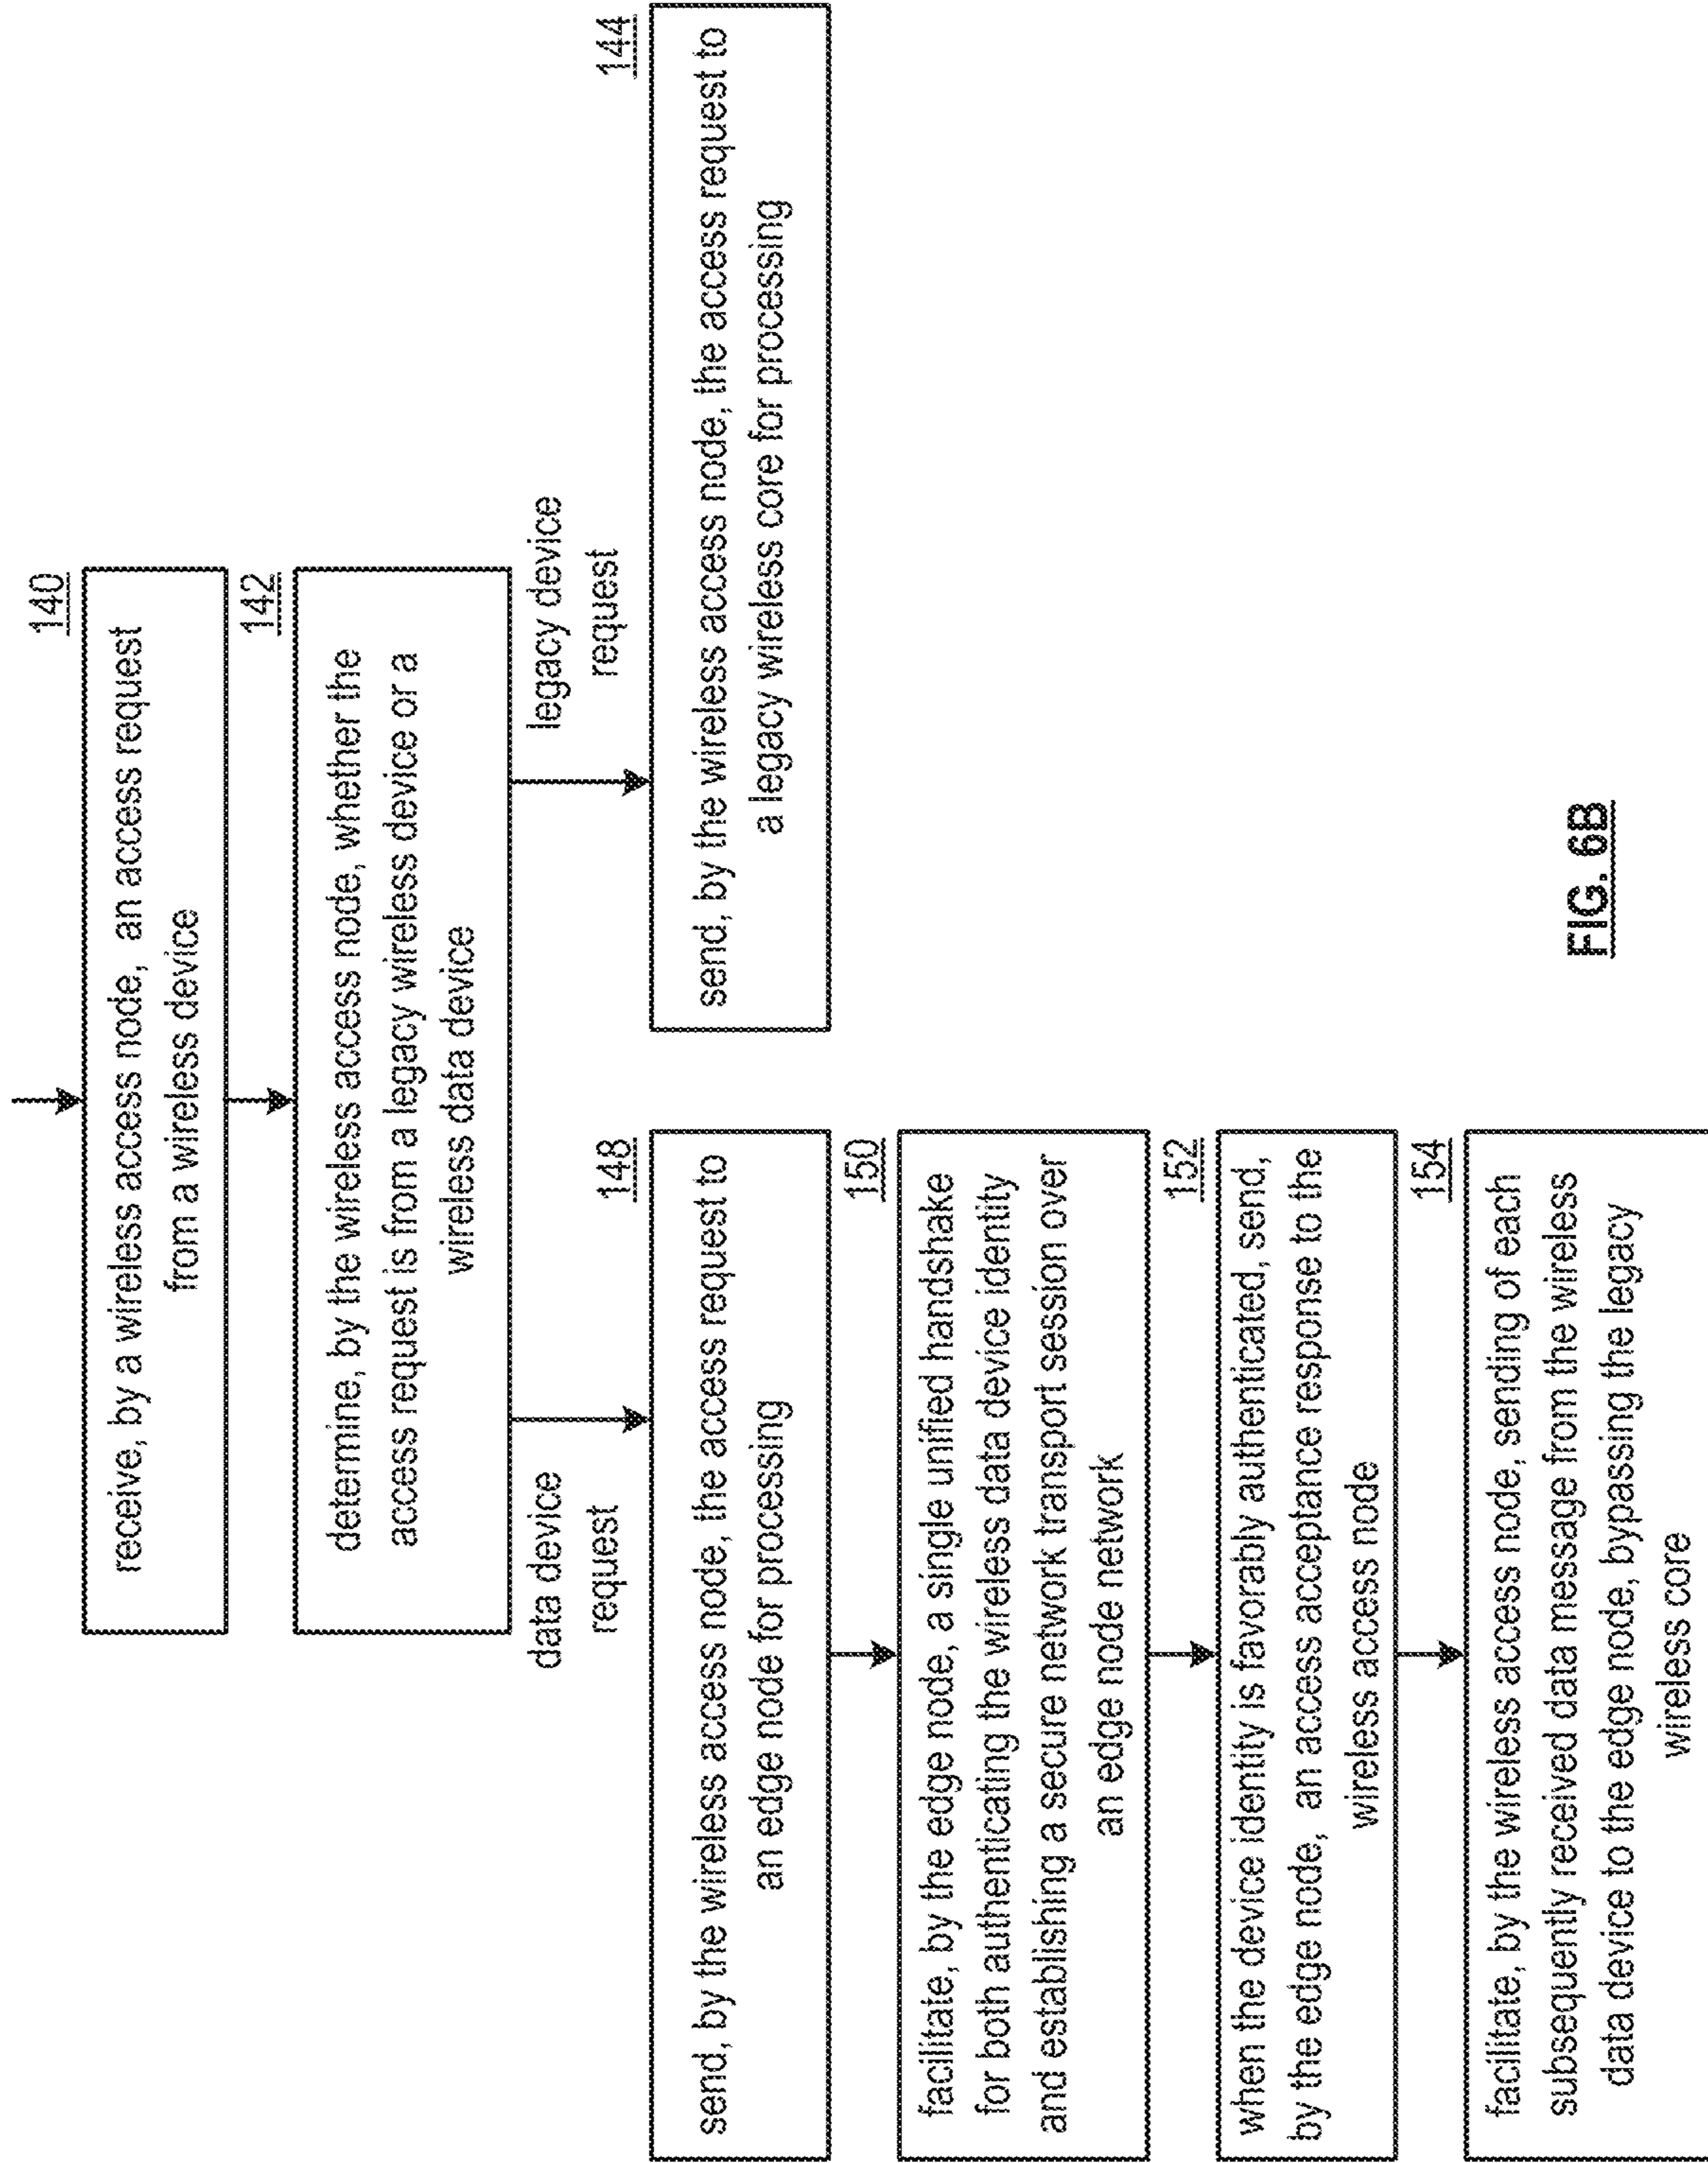 140
receive, by a wireless access node, an access request
from a wireless device
142
determine, by the wireless access node, whether the
access request is from a legacy wireless device or a
wireless data device
data device
request
legacy device
request
148
send, by the wireless access node, the access request to
an edge node for processing
144
send, by the wireless access node, the access request to
a legacy wireless core for processing
150
facilitate, by the edge node, a single unified handshake
for both authenticating the wireless data device identity
and establishing a secure network transport session over
an edge node network
152
when the device identity is favorably authenticated, send,
by the edge node, an access acceptance response to the
wireless access node
154
facilitate, by the wireless access node, sending of each
subsequently received data message from the wireless
data device to the edge node, bypassing the legacy
wireless core
FIG. 6B